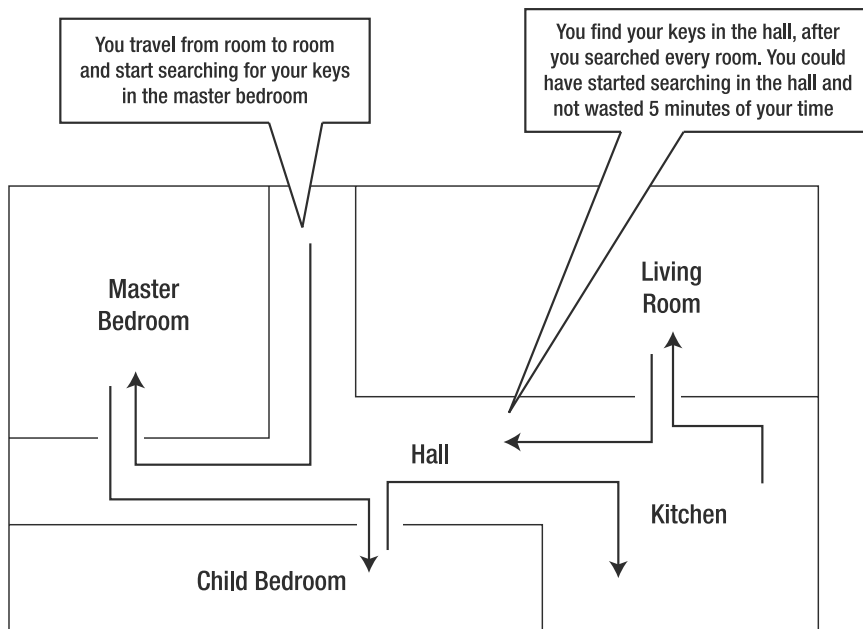 You travel from room to room
and start searching for your keys
in the master bedroom
You find your keys in the hall, after
you searched every room. You could
have started searching in the hall and
not wasted 5 minutes of your time
Master
Bedroom
Living
Room
Hall
Kitchen
Child Bedroom